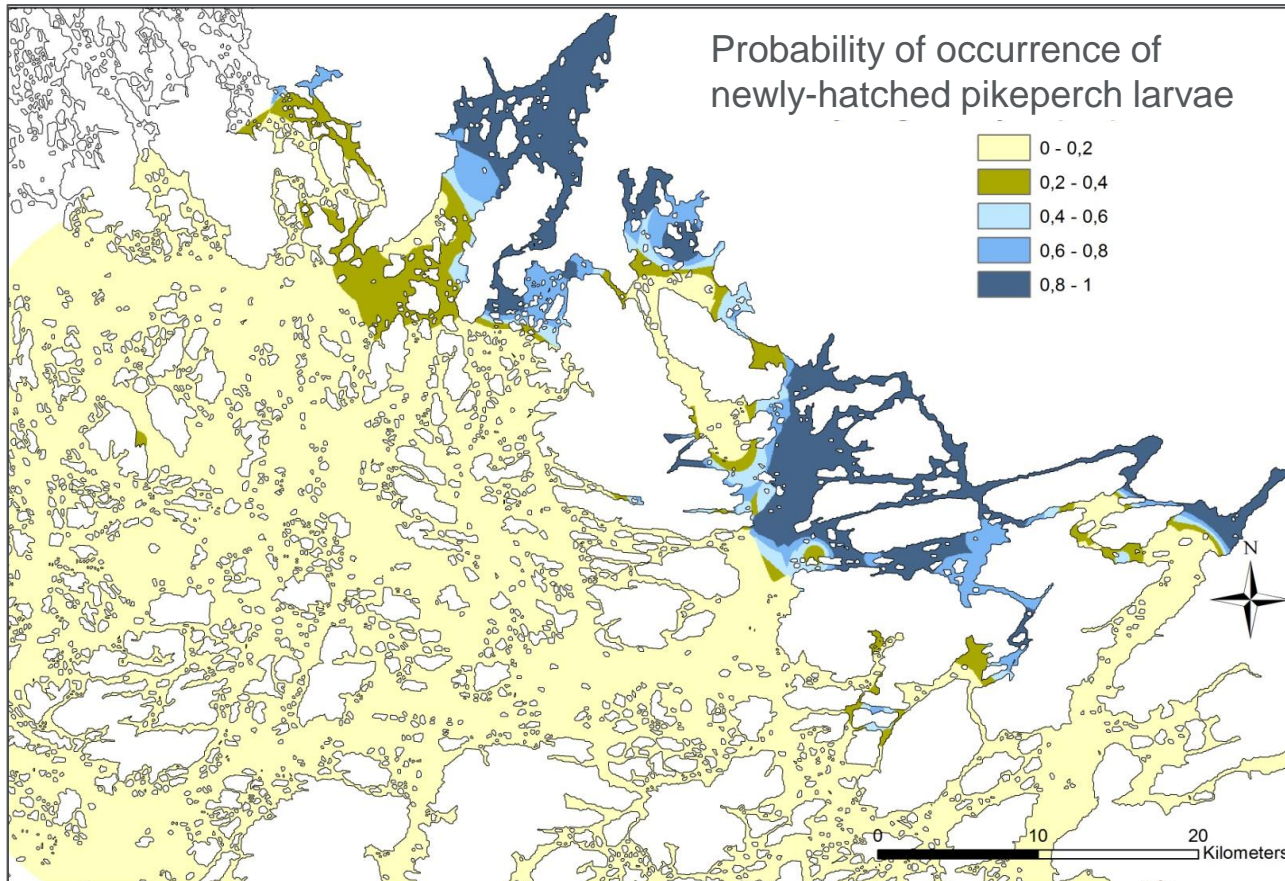 Probability of occurrence of
newly-hatched pikeperch larvae
0 - 0,2
0,2 - 0,4
0,4 - 0,6
0,6 - 0,8
0,8 - 1
N
0 10 20
Kilometers